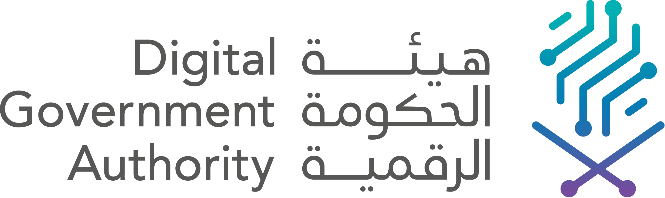 Digital
Government
Authority
هيئة
الحكومة
الرقمية